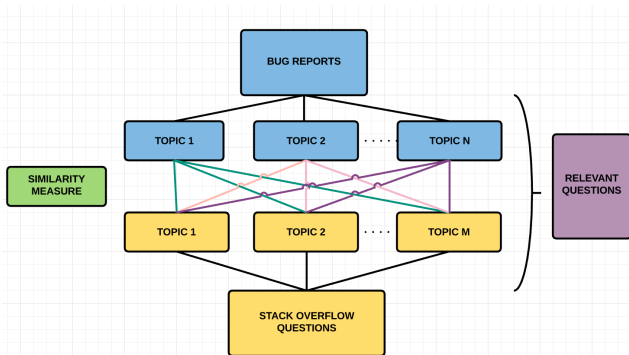 BUG REPORTS
TOPIC 1
TOPIC 2
. . . . .
TOPIC N
SIMILARITY
MEASURE
RELEVANT
QUESTIONS
TOPIC 1
TOPIC 2
. . . .
TOPIC M
STACK OVERFLOW
QUESTIONS